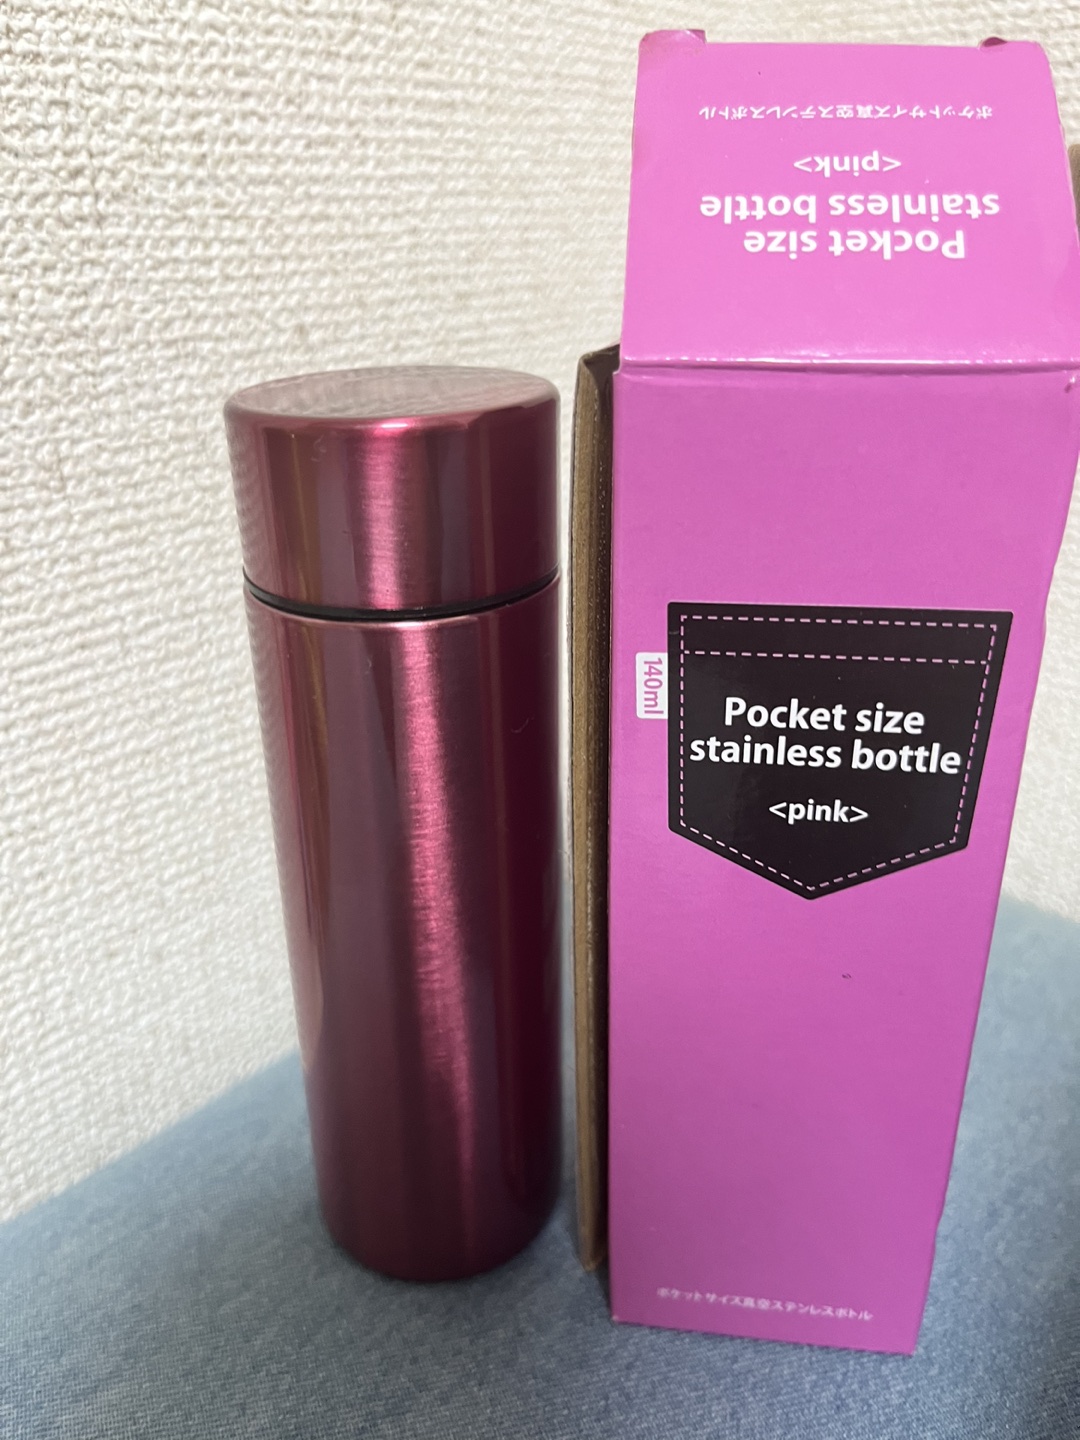 ポケットサイズ真空ステンレスボトル
<pink>
stainless bottle
Pocket size
140ml
Pocket size
stainless bottle
<pink>
ポケットサイズ真空ステンレスボトル